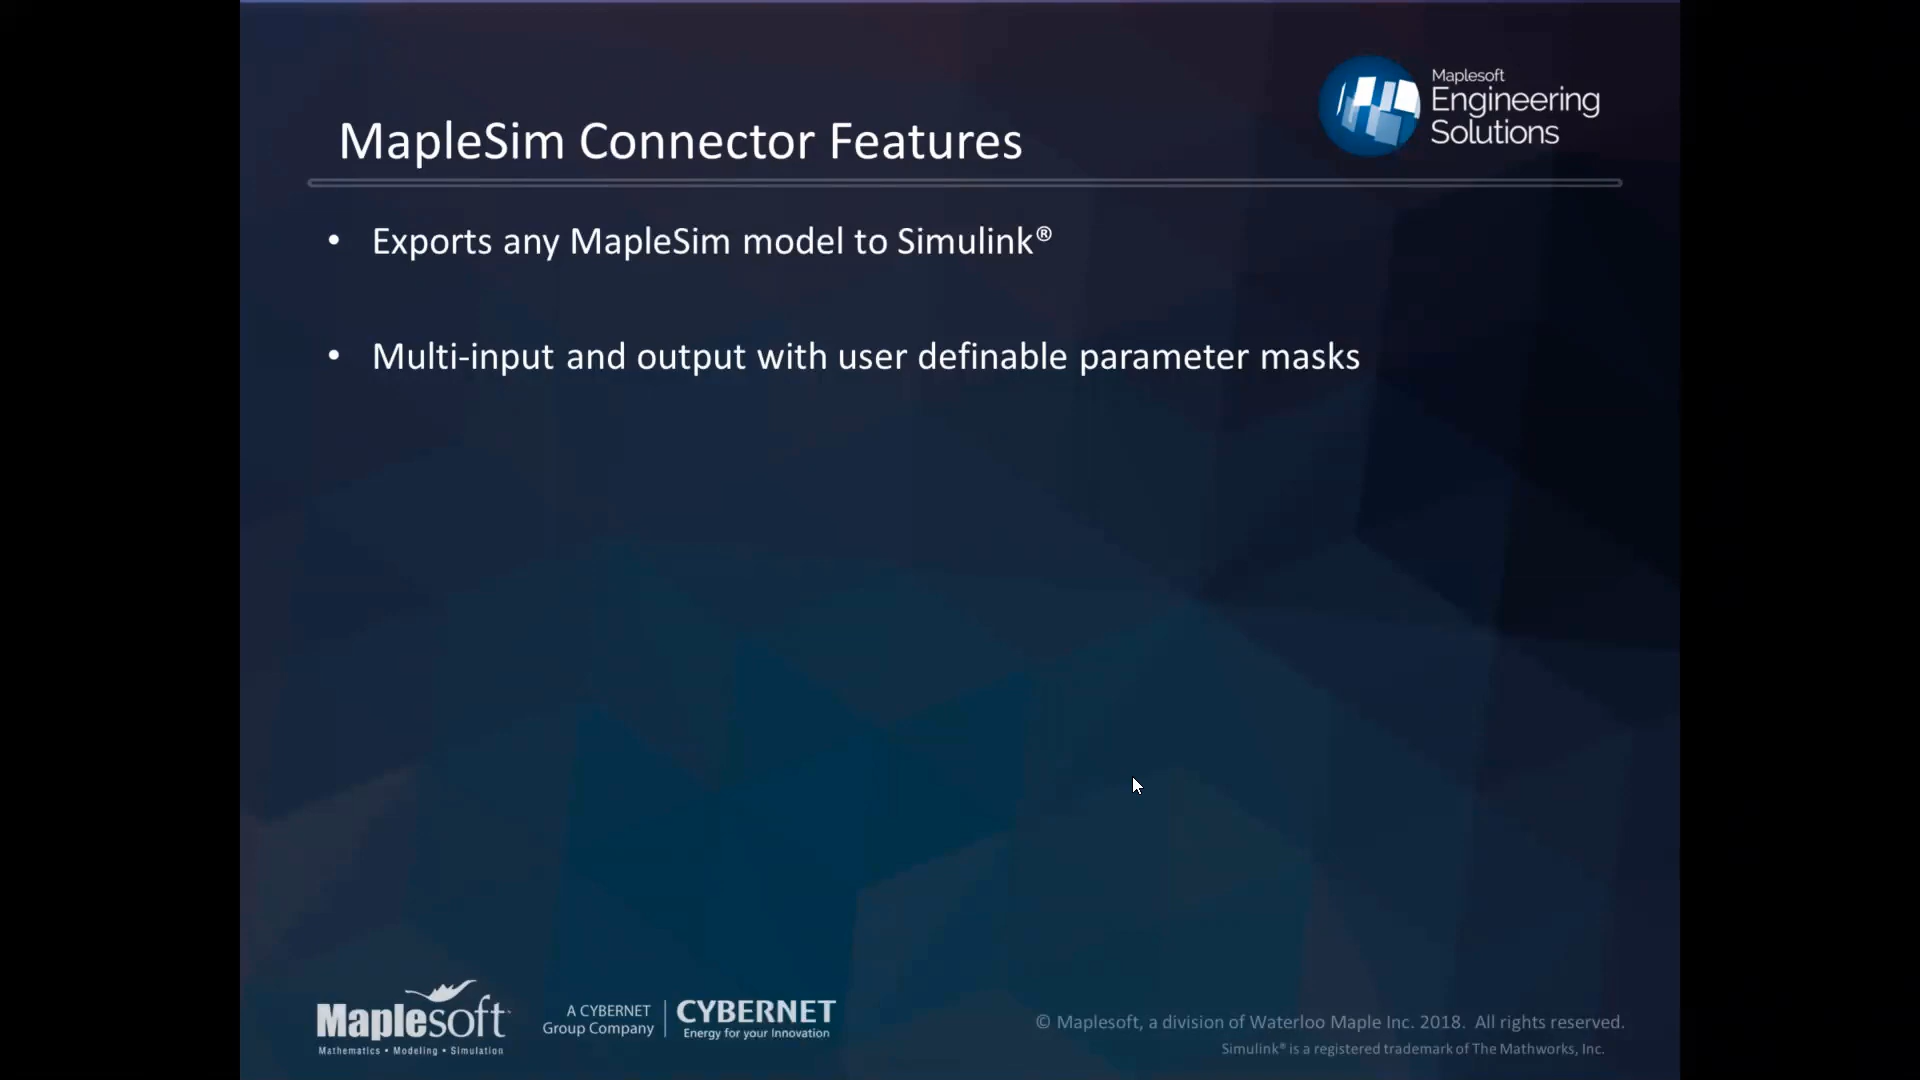 Maplesoft
Engineering
Solutions
MapleSim Connector Features
• Exports any MapleSim model to Simulink®
• Multi-input and output with user definable parameter masks
Maplesoft
Mathematics • Modeling • Simulation
A CYBERNET
Group Company
CYBERNET
Energy for your Innovation
© Maplesoft, a division of Waterloo Maple Inc. 2018. All rights reserved.
Simulink® is a registered trademark of The Mathworks, Inc.